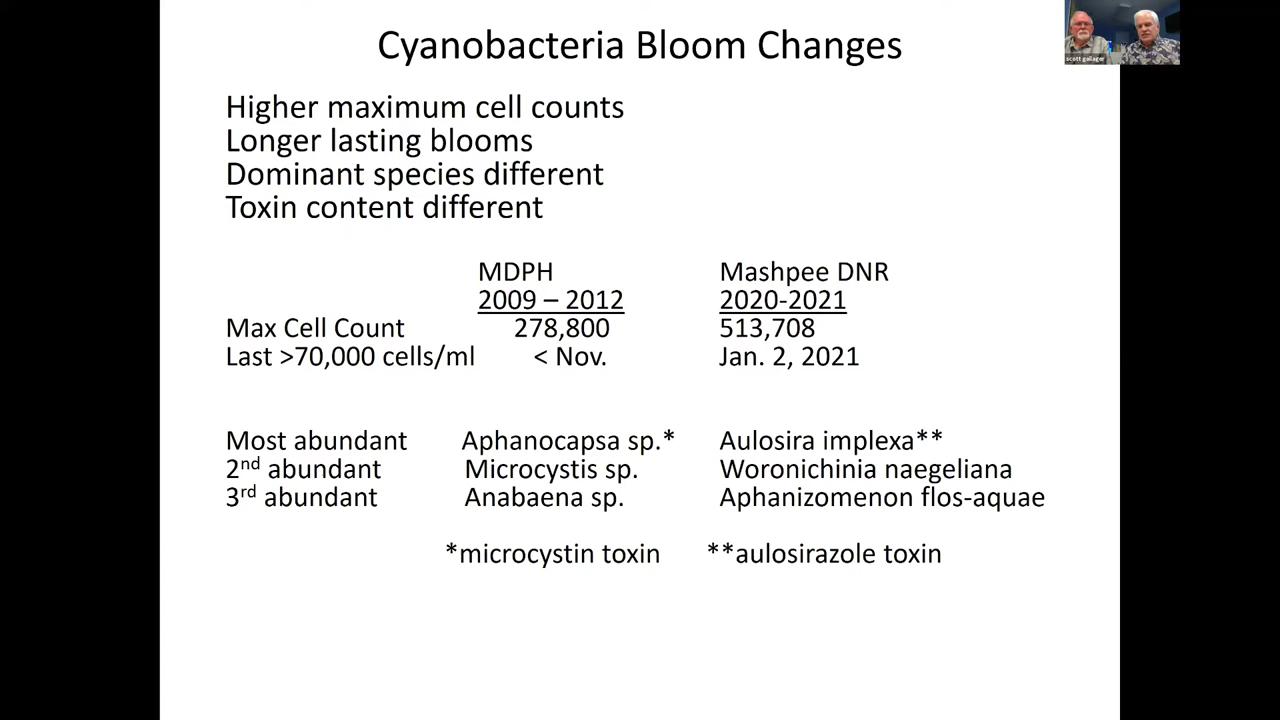 Cyanobacteria Bloom Changes
scott gallager
Higher maximum cell counts
Longer lasting blooms
Dominant species different
Toxin content different
MDPH Mashpee DNR
2009 – 2012 2020-2021
Max Cell Count 278,800 513,708
Last >70,000 cells/ml < Nov. Jan. 2, 2021
Most abundant Aphanocapsa sp.* Aulosira implexa**
2nd abundant Microcystis sp. Woronichinia naegeliana
3rd abundant Anabaena sp. Aphanizomenon flos-aquae
*microcystin toxin **aulosirazole toxin